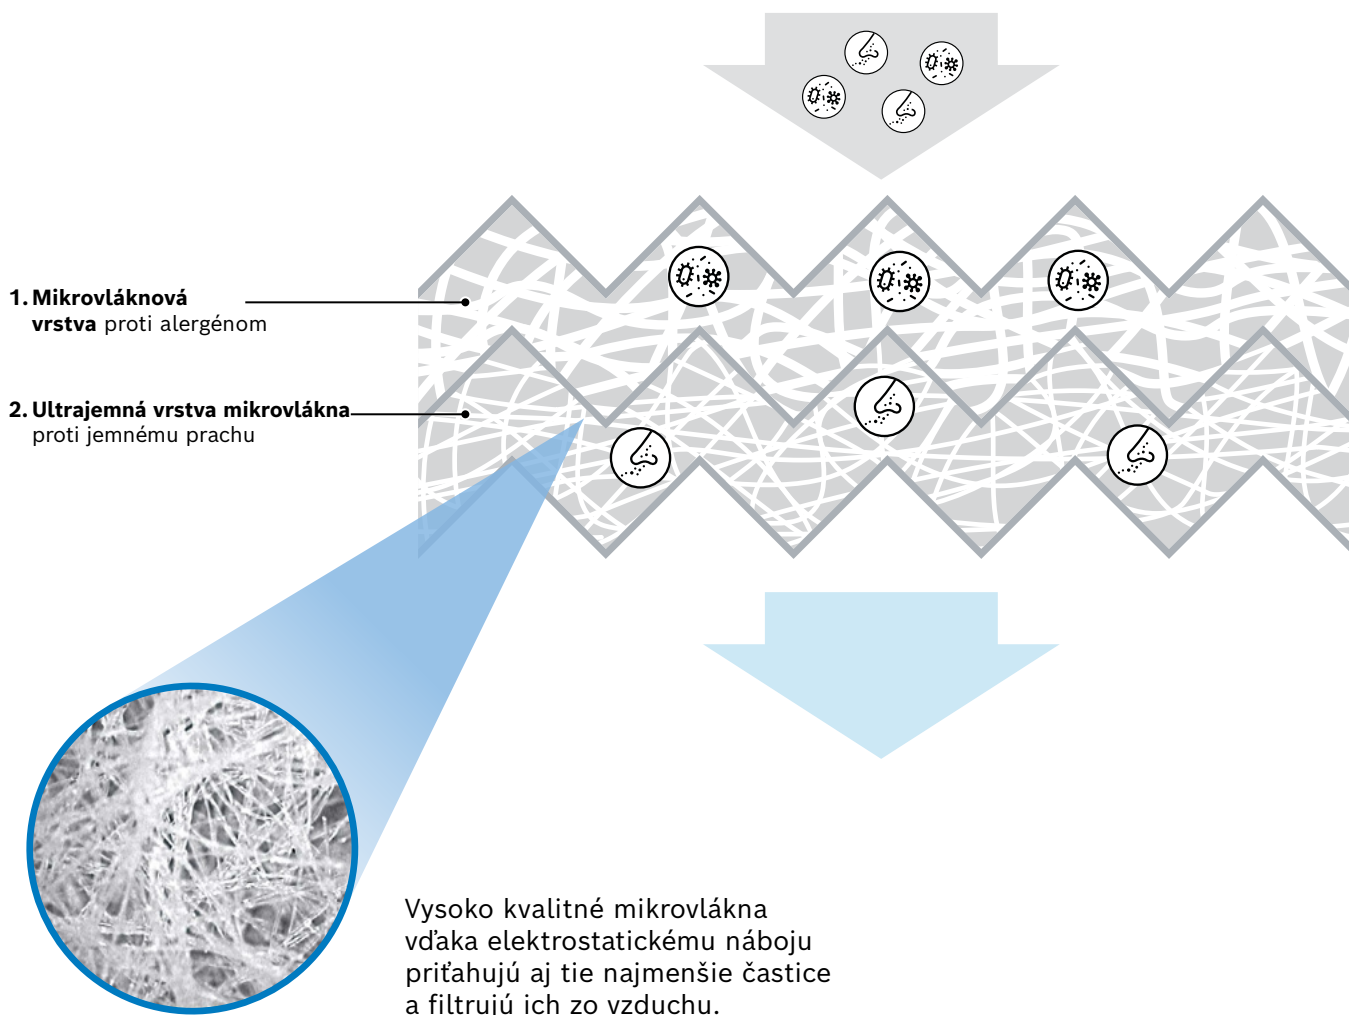 1. Mikrovláknová
vrstva proti alergénom
2. Ultrajemná vrstva mikrovlákna
proti jemnému prachu
Vysoko kvalitné mikrovlákna
vďaka elektrostatickému náboju
priťahujú aj tie najmenšie častice
a filtrujú ich zo vzduchu.